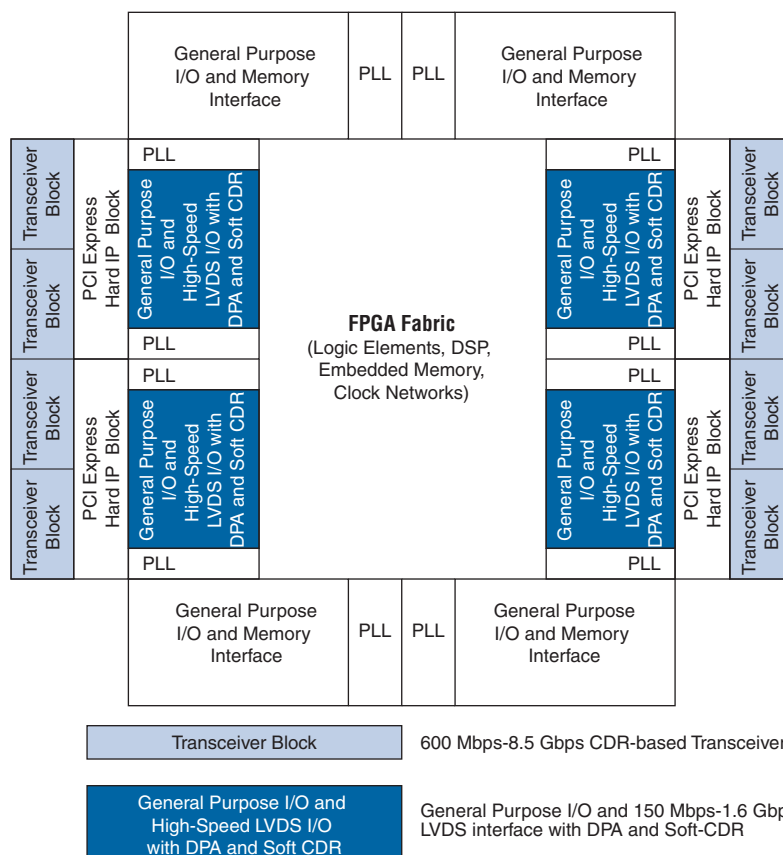 General Purpose
I/O and Memory
Interface
PLL
PLL
General Purpose
I/O and Memory
Interface
Transceiver
Block
Transceiver
Block
PCI Express
Hard IP Block
PLL
General Purpose
I/O and
High-Speed
LVDS I/O with
DPA and Soft CDR
PLL
Transceiver
Block
Transceiver
Block
PCI Express
Hard IP Block
PLL
General Purpose
I/O and
High-Speed
LVDS I/O with
DPA and Soft CDR
PLL
FPGA Fabric
(Logic Elements, DSP,
Embedded Memory,
Clock Networks)
PLL
General Purpose
I/O and
High-Speed
LVDS I/O with
DPA and Soft CDR
PLL
PCI Express
Hard IP Block
Transceiver
Block
Transceiver
Block
PLL
General Purpose
I/O and
High-Speed
LVDS I/O with
DPA and Soft CDR
PLL
PCI Express
Hard IP Block
Transceiver
Block
Transceiver
Block
General Purpose
I/O and Memory
Interface
PLL
PLL
General Purpose
I/O and Memory
Interface
Transceiver Block
600 Mbps-8.5 Gbps CDR-based Transceiver
General Purpose I/O and
High-Speed LVDS I/O
with DPA and Soft CDR
General Purpose I/O and 150 Mbps-1.6 Gbp
LVDS interface with DPA and Soft-CDR